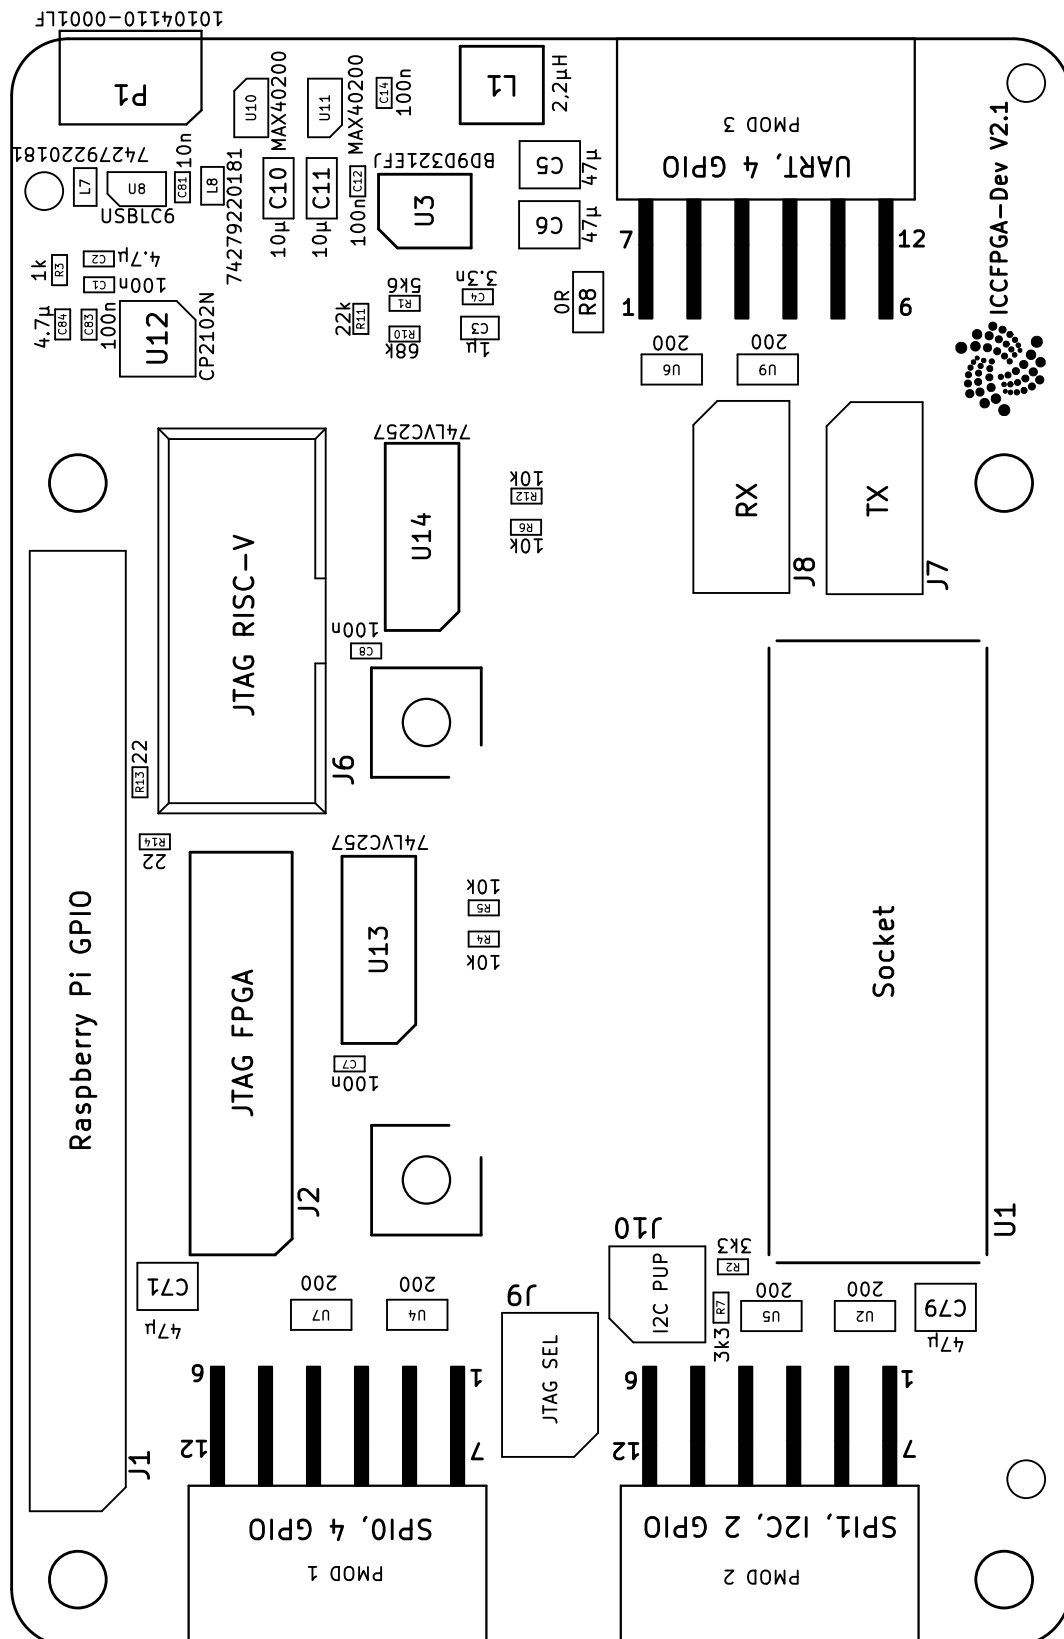 10104110-0001LF
P1
U10
MAX40200
U11
MAX40200
C14
100n
L1
2,2µH
PMOD 3
UART, 4 GPIO
7
12
1
6
ICCFPGA-Dev V2.1
74279220181
L7
U8
USBLC6
C81
10n
L8
74279220181
C10
10µ
C11
10µ
C12
100n
BD9D321EFJ
U3
C5
47µ
C6
47µ
1k
R3
C2
4.7µ
C1
100n
4.7µ
C84
C83
100n
U12
CP2102N
22k
R11
5k6
R1
R10
68k
3.3n
C4
C3
1µ
0R
R8
200
U6
200
U9
74LVC257
U14
10k
R12
R6
10k
RX
J8
TX
J7
JTAG RISC-V
J6
100n
C8
22
R13
R14
22
Raspberry Pi GPIO
J1
JTAG FPGA
J2
74LVC257
U13
10k
R5
R4
10k
C7
100n
Socket
U1
J10
I2C PUP
3k3
R2
R7
3k3
C71
47µ
200
U7
200
U4
J9
JTAG SEL
200
U5
200
U2
C79
47µ
6
1
12
7
6
1
12
7
SPI0, 4 GPIO
PMOD 1
SPI1, I2C, 2 GPIO
PMOD 2